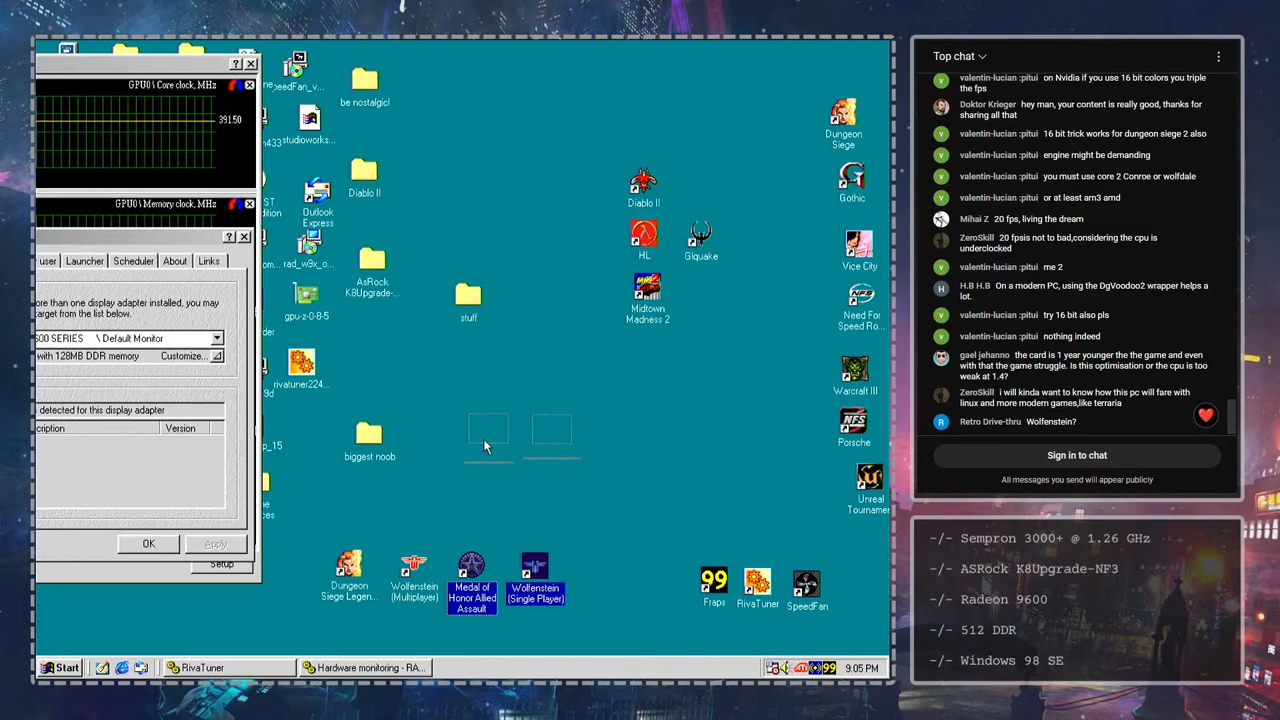 GPU0 \ Core clock, MHz
391.50
GPU0 \ Memory clock, MHz
user
Launcher
Scheduler
About
Links
ore than one display adapter installed, you may
target from the list below.
\ Default Monitor
with 128MB DDR memory
Customize...
detected for this display adapter
cription
Version
OK
Apply
Setup
peedFan_v...
n433
studioworks...
Outlook
Express
rad_w9x_o...
gpu-z-0-8-5
rivatuner224...
be nostalgic!
Diablo II
AsRock
K8Upgrade-...
stuff
biggest noob
Diablo II
HL
Glquake
Midtown
Madness 2
Dungeon
Siege
Gothic
Vice City
Need For
Speed Ro...
Warcraft III
Porsche
Unreal
Tournamer
Dungeon
Siege Legen...
Wolfenstein
(Multiplayer)
Medal of
Honor Allied
Assault
Wolfenstein
(Single Player)
Fraps
RivaTuner
SpeedFan
Start
RivaTuner
Hardware monitoring - RA...
9:05 PM
Top chat
valentin-lucian :pitui on Nvidia if you use 16 bit colors you triple
the fps
Doktor Krieger hey man, your content is really good, thanks for
sharing all that
valentin-lucian :pitui 16 bit trick works for dungeon siege 2 also
valentin-lucian :pitui engine might be demanding
valentin-lucian :pitui you must use core 2 Conroe or wolfdale
valentin-lucian :pitui or at least am3 amd
Mihai Z 20 fps, living the dream
ZeroSkill 20 fpsis not to bad,considering the cpu is
underclocked
valentin-lucian :pitui me 2
H.B H.B On a modern PC, using the DgVoodoo2 wrapper helps a
lot.
valentin-lucian :pitui try 16 bit also pls
valentin-lucian :pitui nothing indeed
gael jehanno the card is 1 year younger the the game and even
with that the game struggle. Is this optimisation or the cpu is too
weak at 1.4?
ZeroSkill i will kinda want to know how this pc will fare with
linux and more modern games,like terraria
Retro Drive-thru Wolfenstein?
Sign in to chat
All messages you send will appear publicly
-/- Sempron 3000+ @ 1.26 GHz
-/- ASRock K8Upgrade-NF3
-/- Radeon 9600
-/- 512 DDR
-/- Windows 98 SE